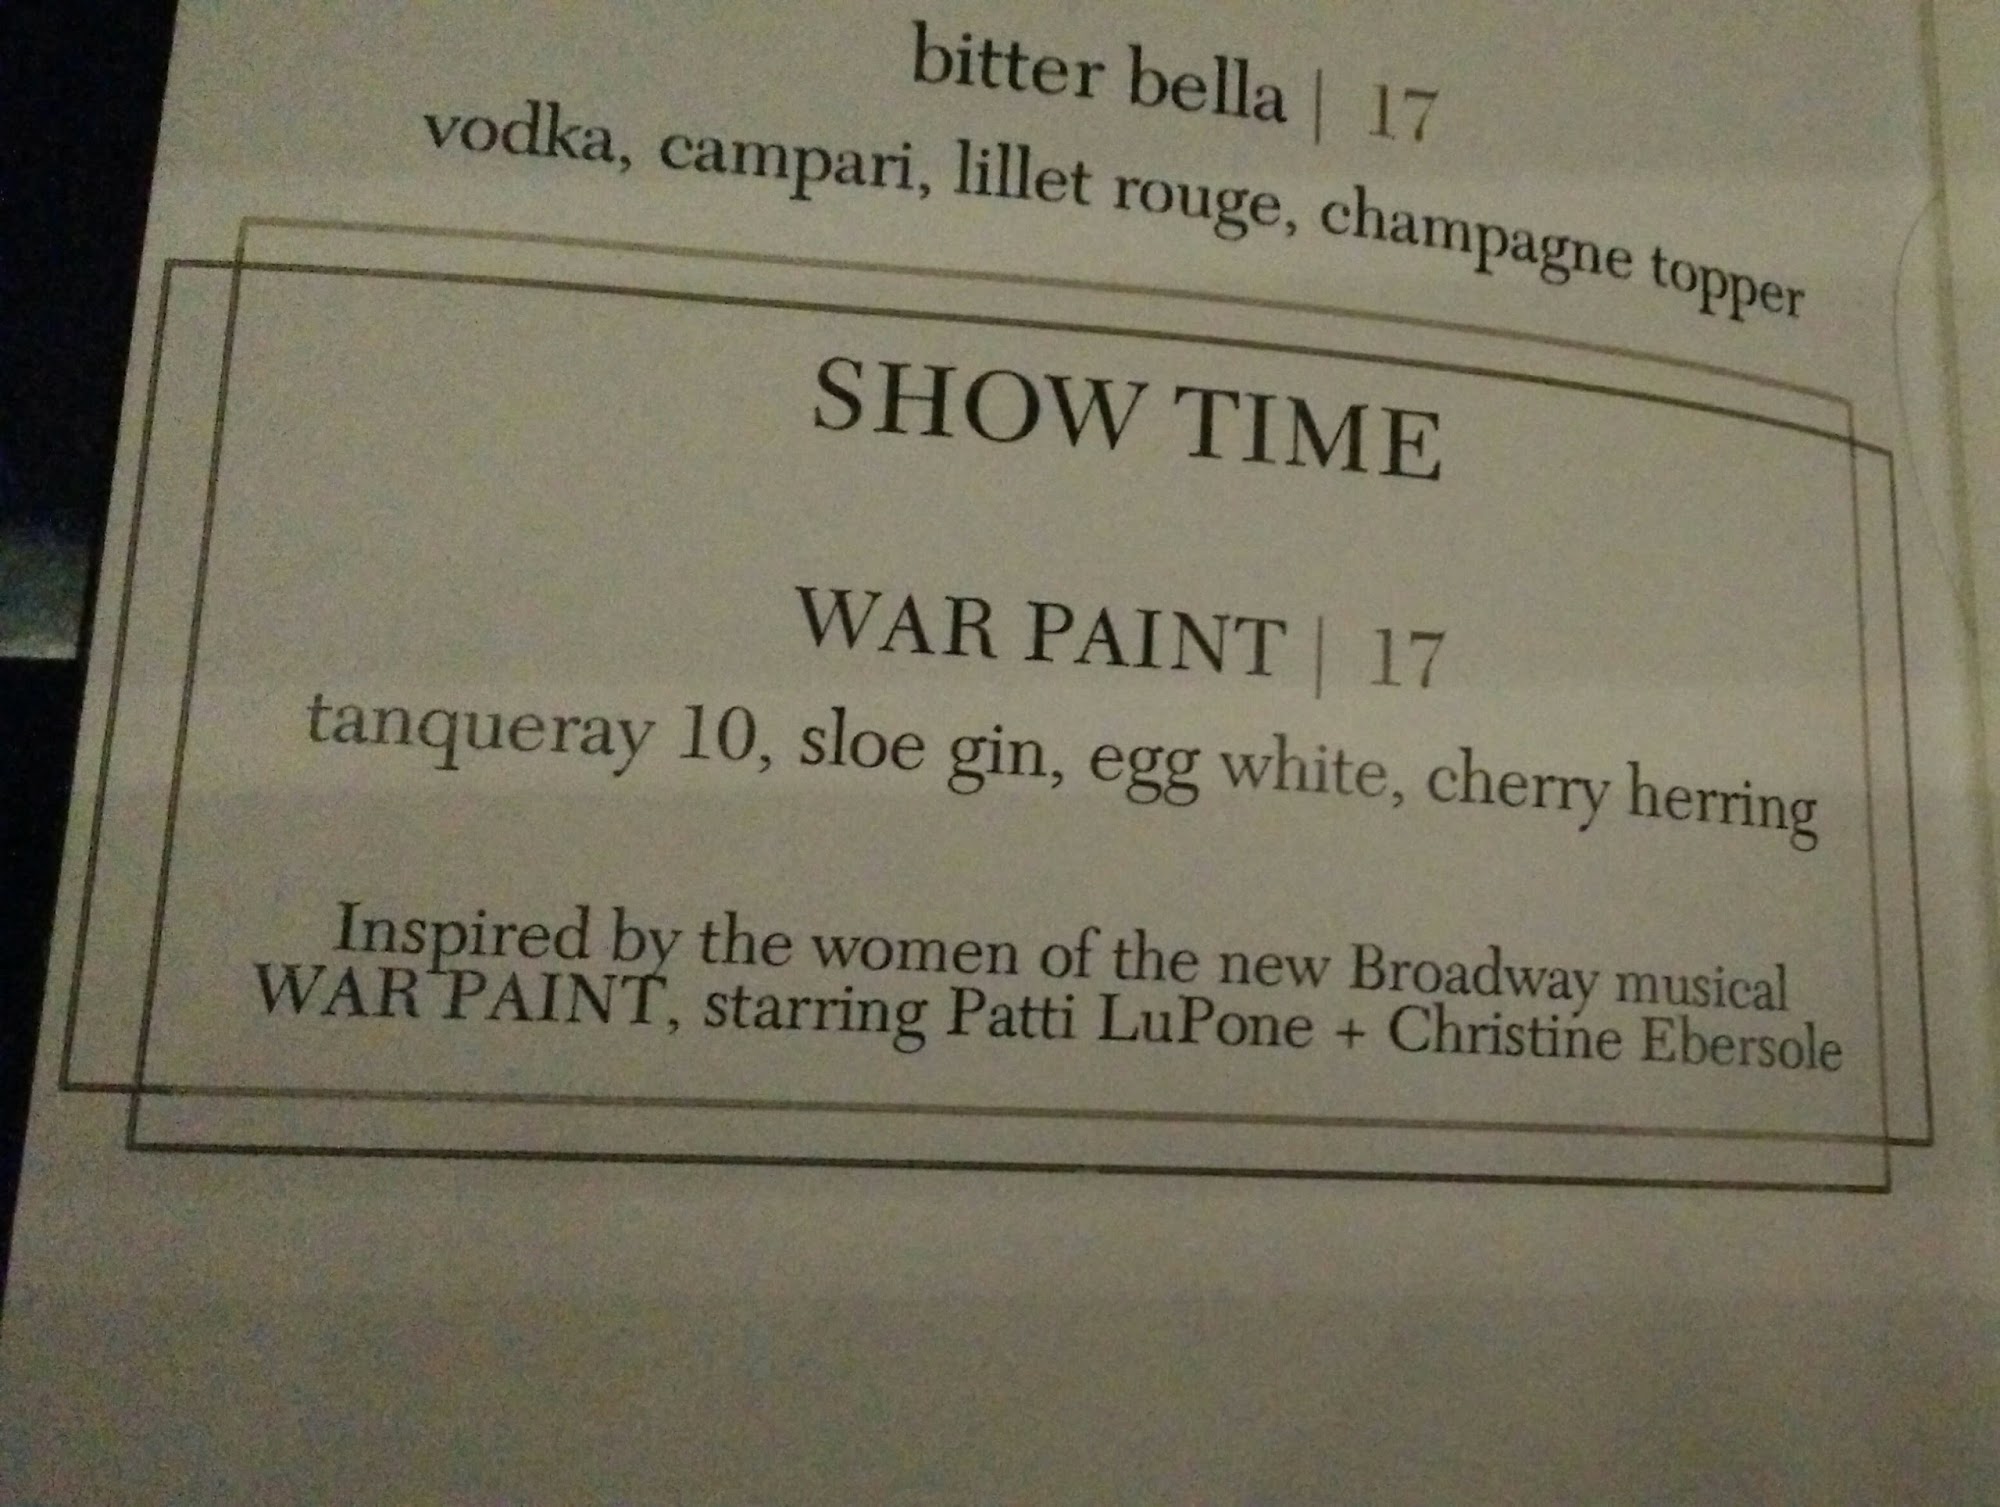 bitter bella | 17
vodka, campari, lillet rouge, champagne topper
SHOW TIME
WAR PAINT | 17
tanqueray 10, sloe gin, egg white, cherry herring
Inspired by the women of the new Broadway musical
WAR PAINT, starring Patti LuPone + Christine Ebersole